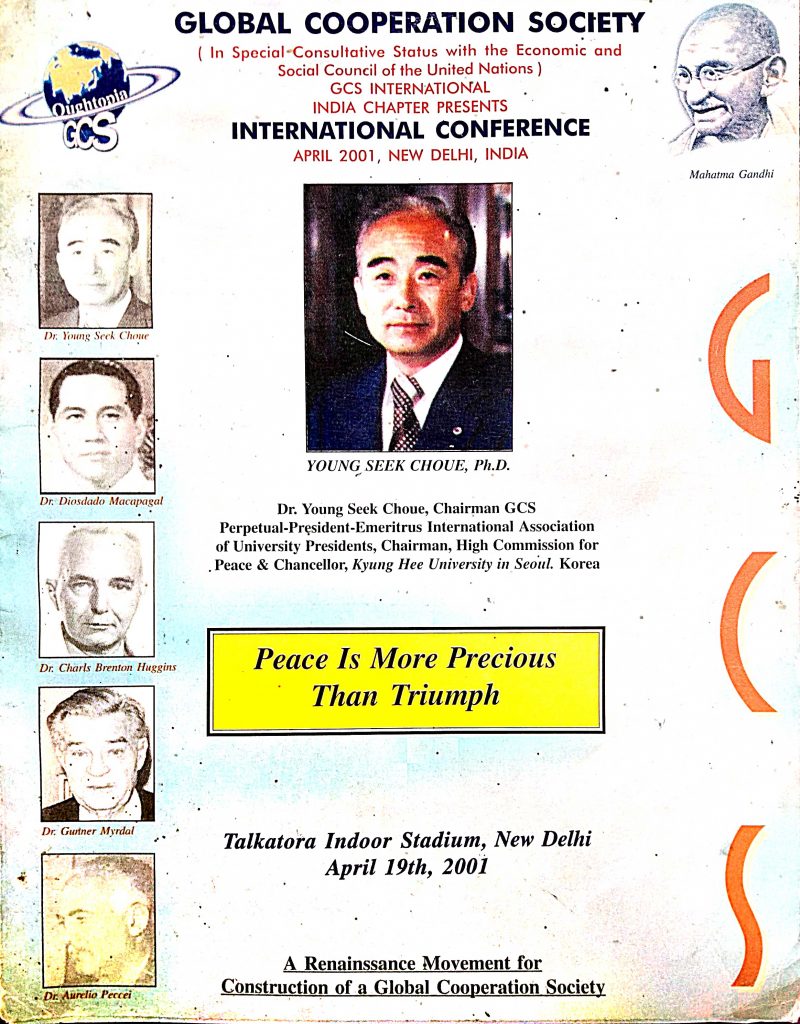 GLOBAL COOPERATION SOCIETY
( In Special Consultative Status with the Economic and
Social Council of the United Nations )
GCS INTERNATIONAL
INDIA CHAPTER PRESENTS
INTERNATIONAL CONFERENCE
APRIL 2001, NEW DELHI, INDIA
Oughtopia
GCS
Mahatma Gandhi
Dr. Young Seek Choue
Dr. Diosdado Macapagal
Dr. Charls Brenton Huggins
Dr. Gunner Myrdal
Dr. Aurelio Peccei
YOUNG SEEK CHOUE, Ph.D.
Dr. Young Seek Choue, Chairman GCS
Perpetual-President-Emeritrus International Association
of University Presidents, Chairman, High Commission for
Peace & Chancellor, Kyung Hee University in Seoul. Korea
Peace Is More Precious
Than Triumph
Talkatora Indoor Stadium, New Delhi
April 19th, 2001
A Renainssance Movement for
Construction of a Global Cooperation Society
G
C
S